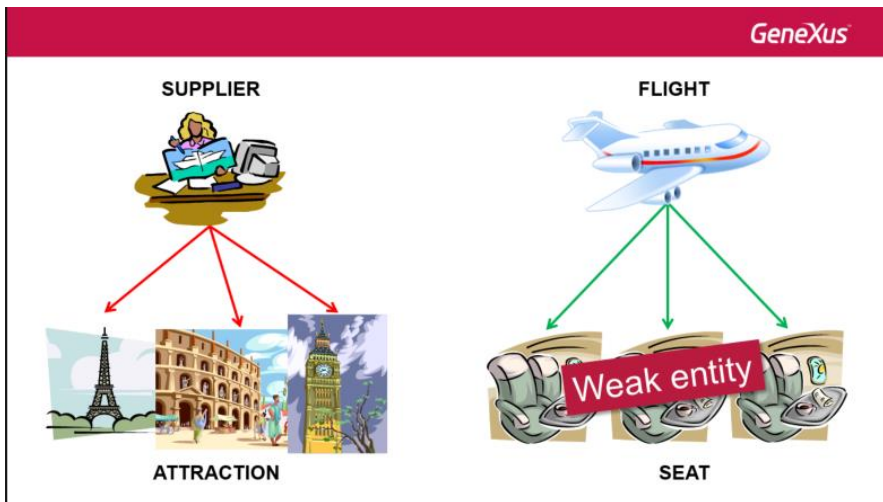 GeneXus
SUPPLIER
FLIGHT
Weak entity
ATTRACTION
SEAT